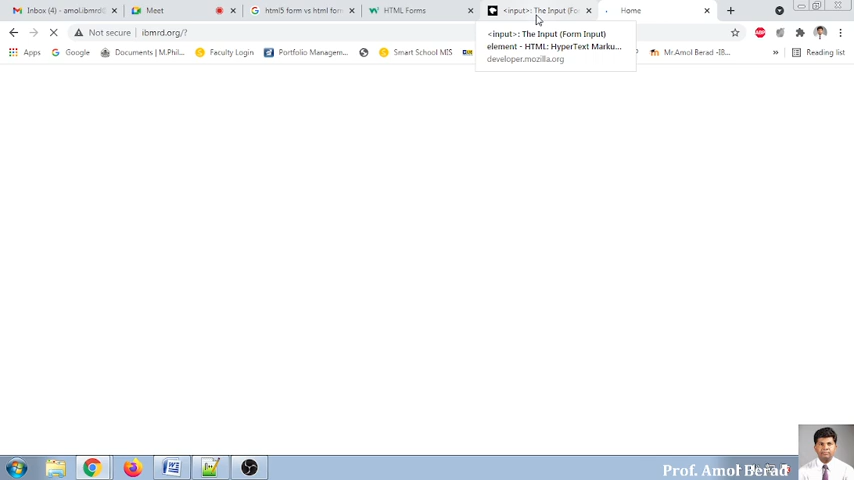 Inbox (4) - amol.ibmrd@
Meet
html5 form vs html form
HTML Forms
<input>: The Input (For
Home
Not secure
ibmrd.org/?
Apps
Google
Documents (M.Phil...
Faculty Login
Portfolio Managem...
Smart School MIS
Mr.Amol Berad -IB...
»
Reading list
<input>: The Input (Form Input)
element - HTML: HyperText Marku...
developer.mozilla.org
Prof. Amol Berad